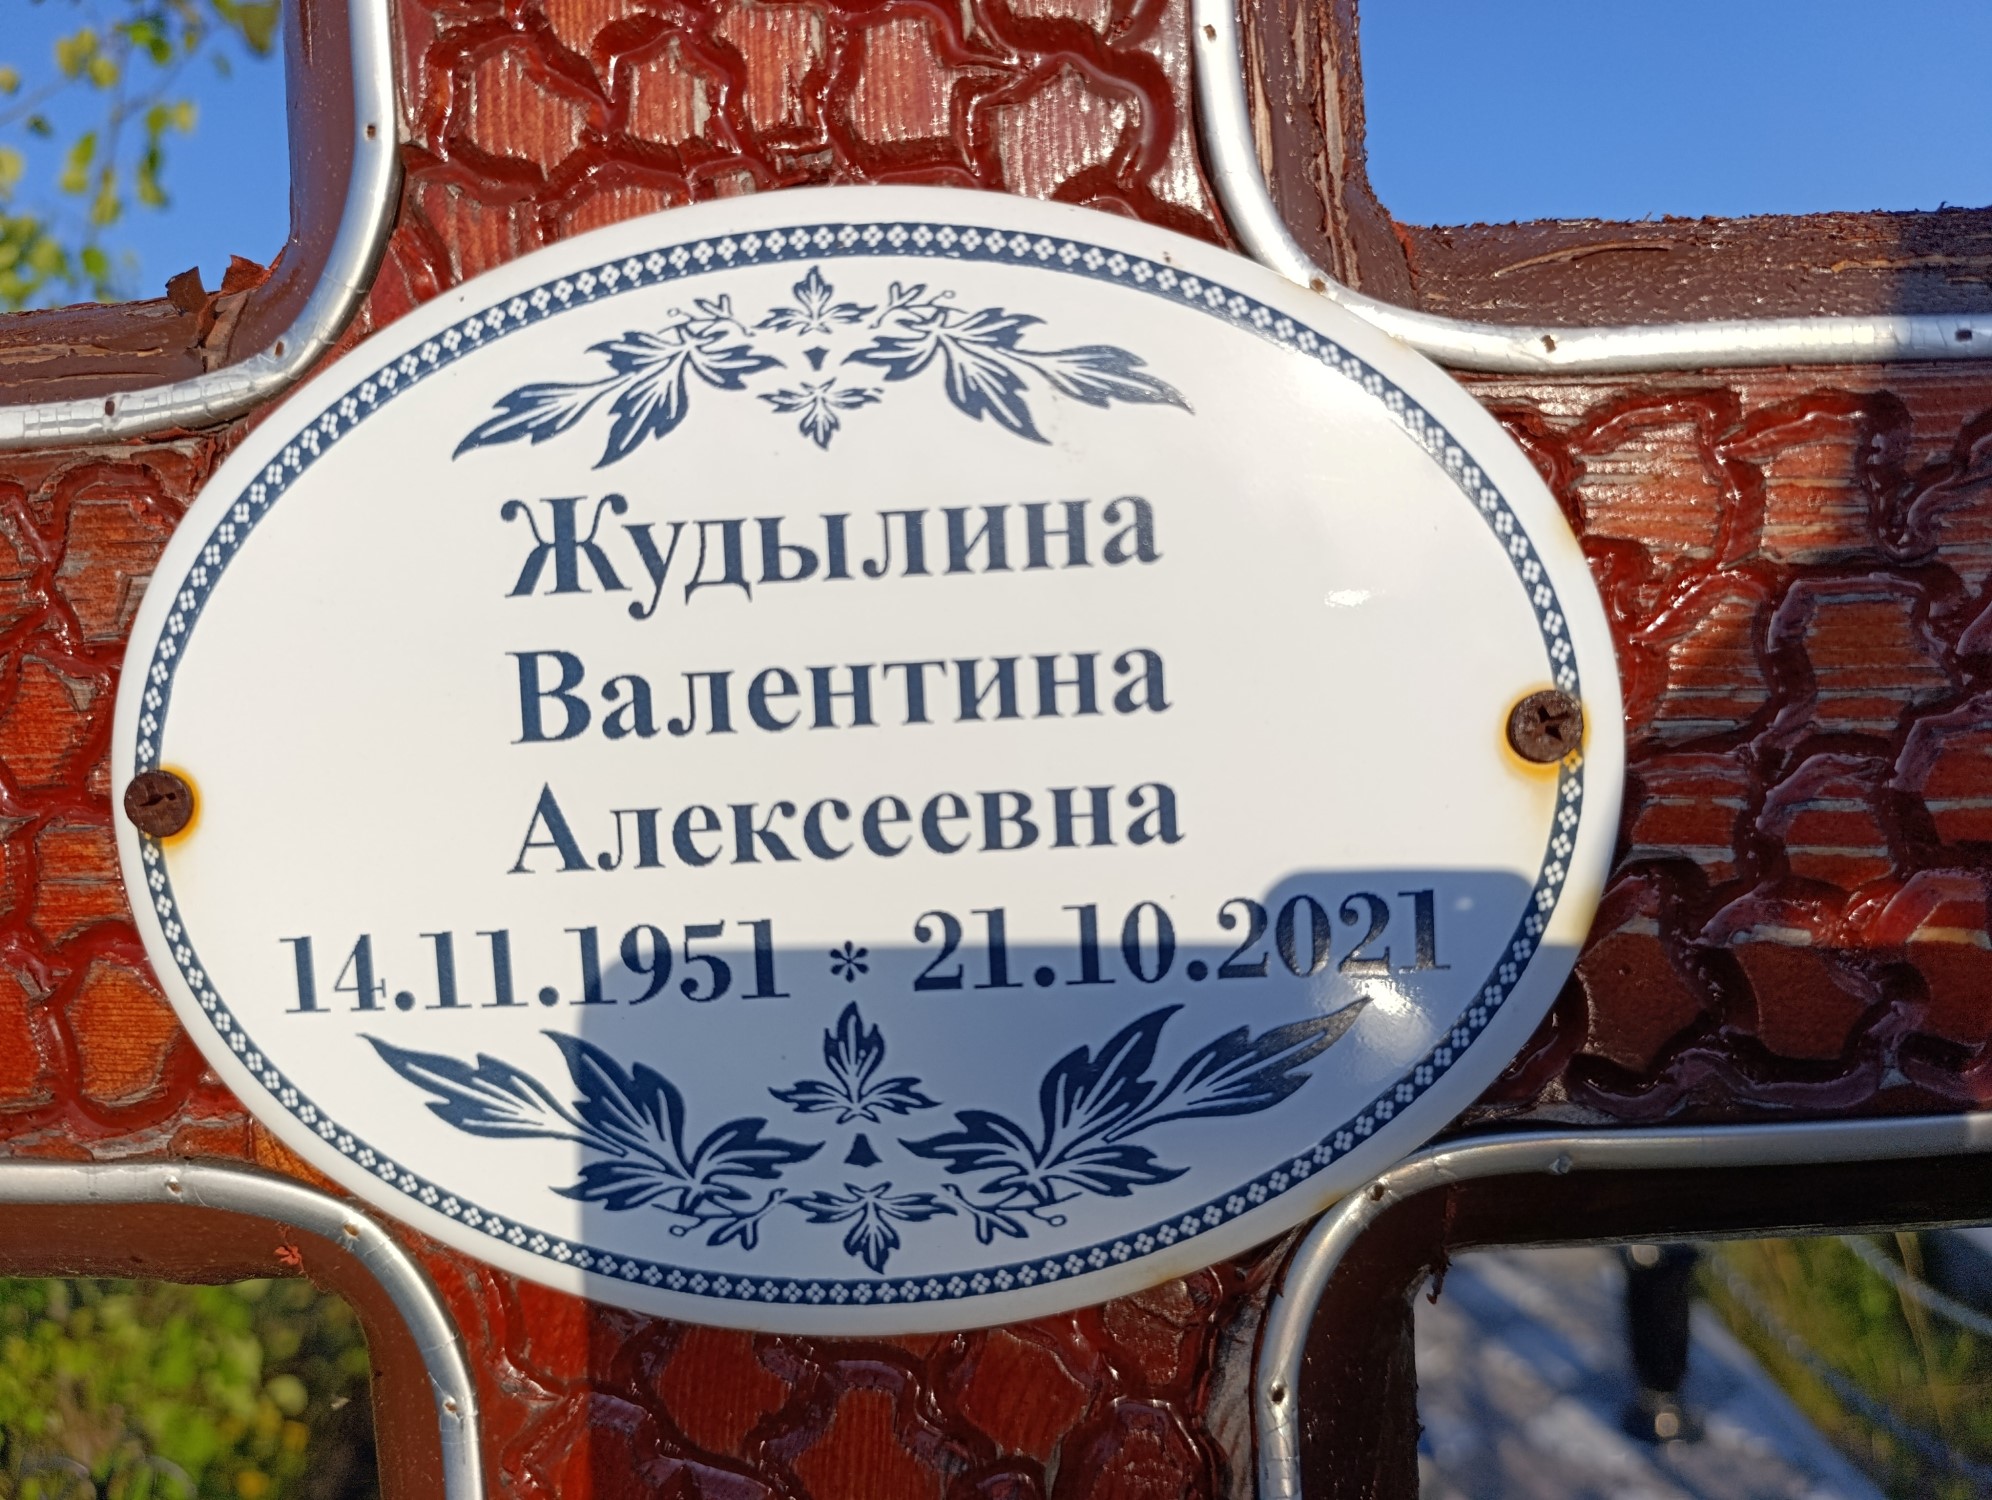 Жудылина
Валентина
Алексеевна
14.11.1951 * 21.10.2021